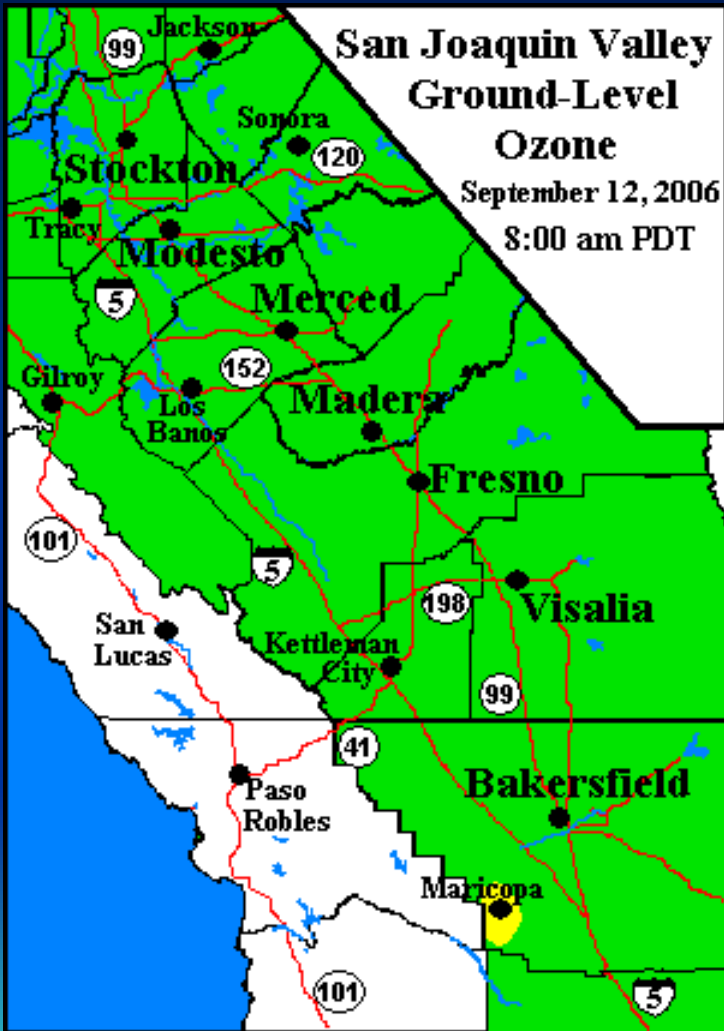 San Joaquin Valley
Ground-Level
Ozone
September 12, 2006
8:00 am PDT
Jackson
99
Sonora
120
Stockton
Tracy
Modesto
5
Merced
152
Gilroy
Los
Banos
Madera
Fresno
101
5
198
Visalia
San
Lucas
Kettleman
City
99
41
Bakersfield
Paso
Robles
Maricopa
101
5